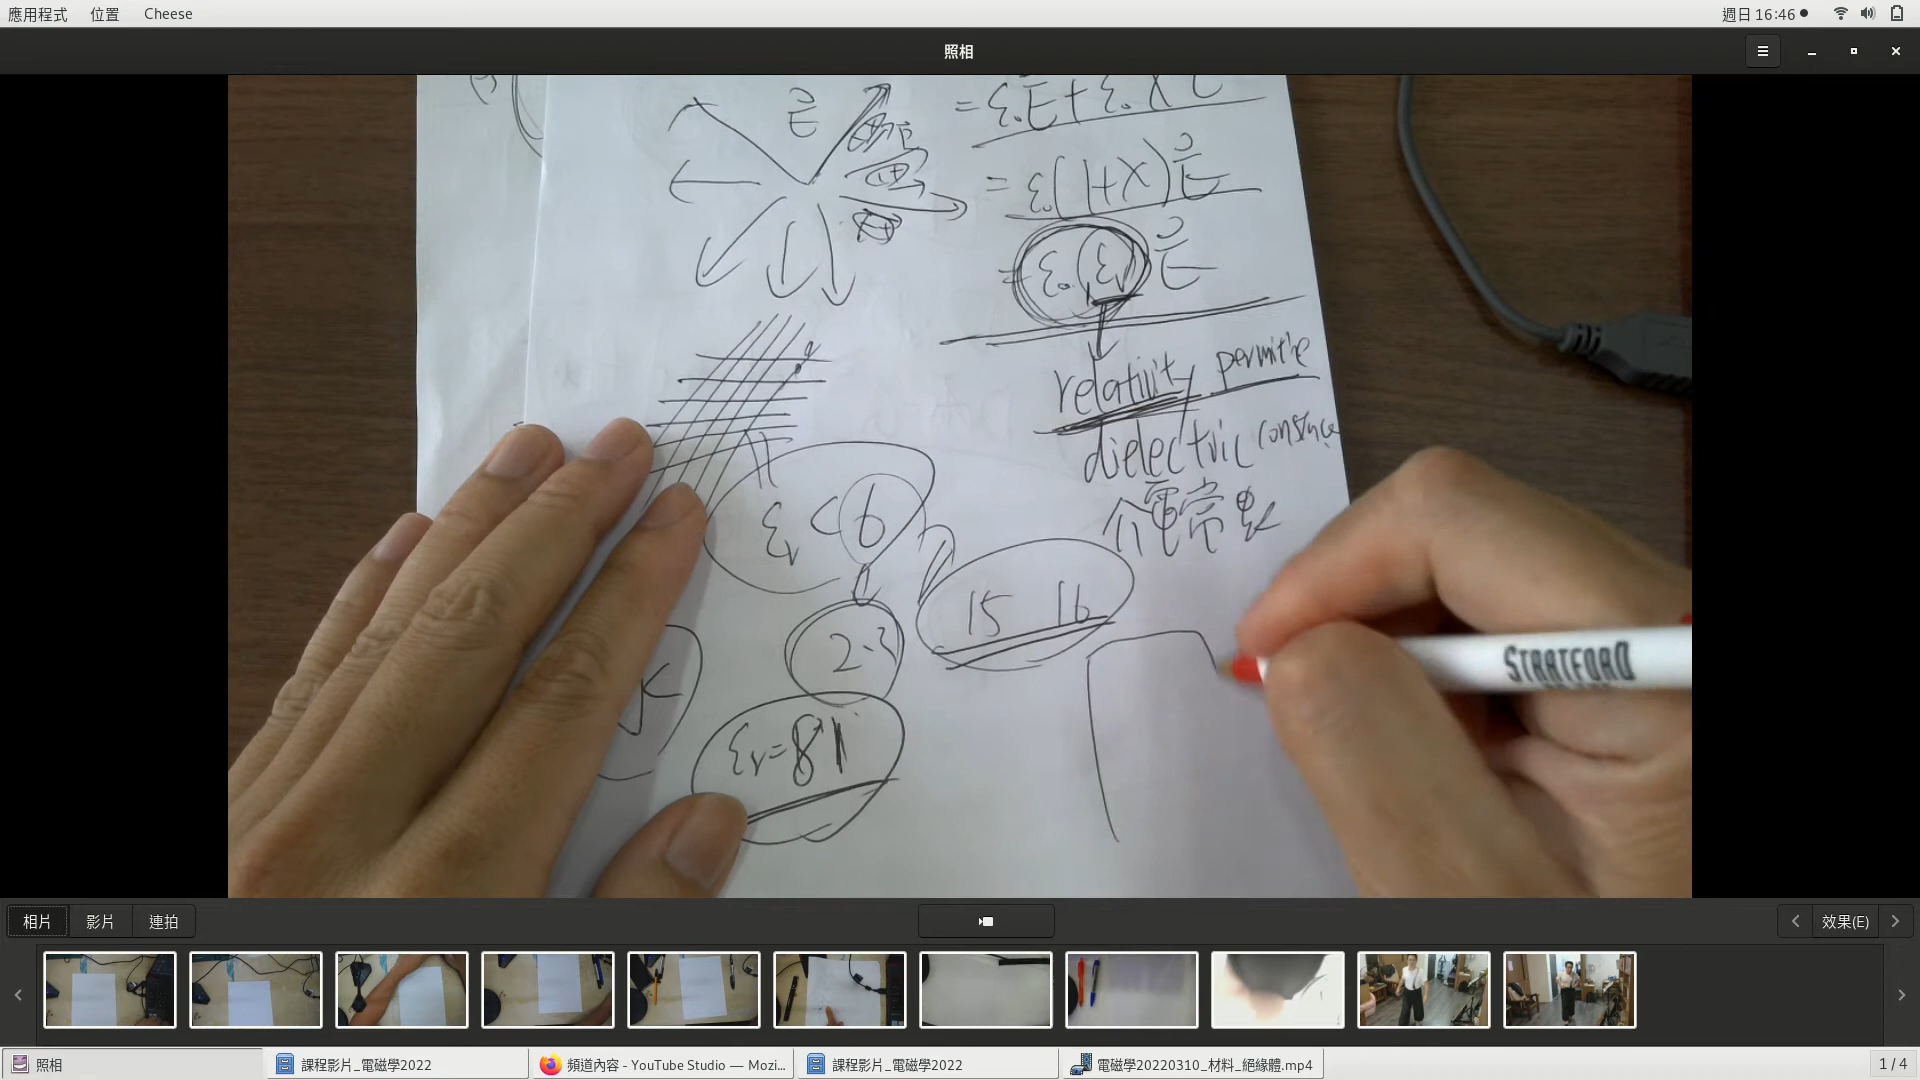 應用程式 位置 Cheese 週日 16:46
照相
= ε₀(1+χ)E
= ε₀ εr E
relativity permitte
dielectric constace
介電常數
εr < 6
15 16
2.3
εr=81
STRATFORD
相片 影片 連拍 效果(E)
照相 課程影片_電磁學2022 頻道內容 - YouTube Studio — Mozi... 課程影片_電磁學2022 電磁學20220310_材料_絕緣體.mp4 1 / 4